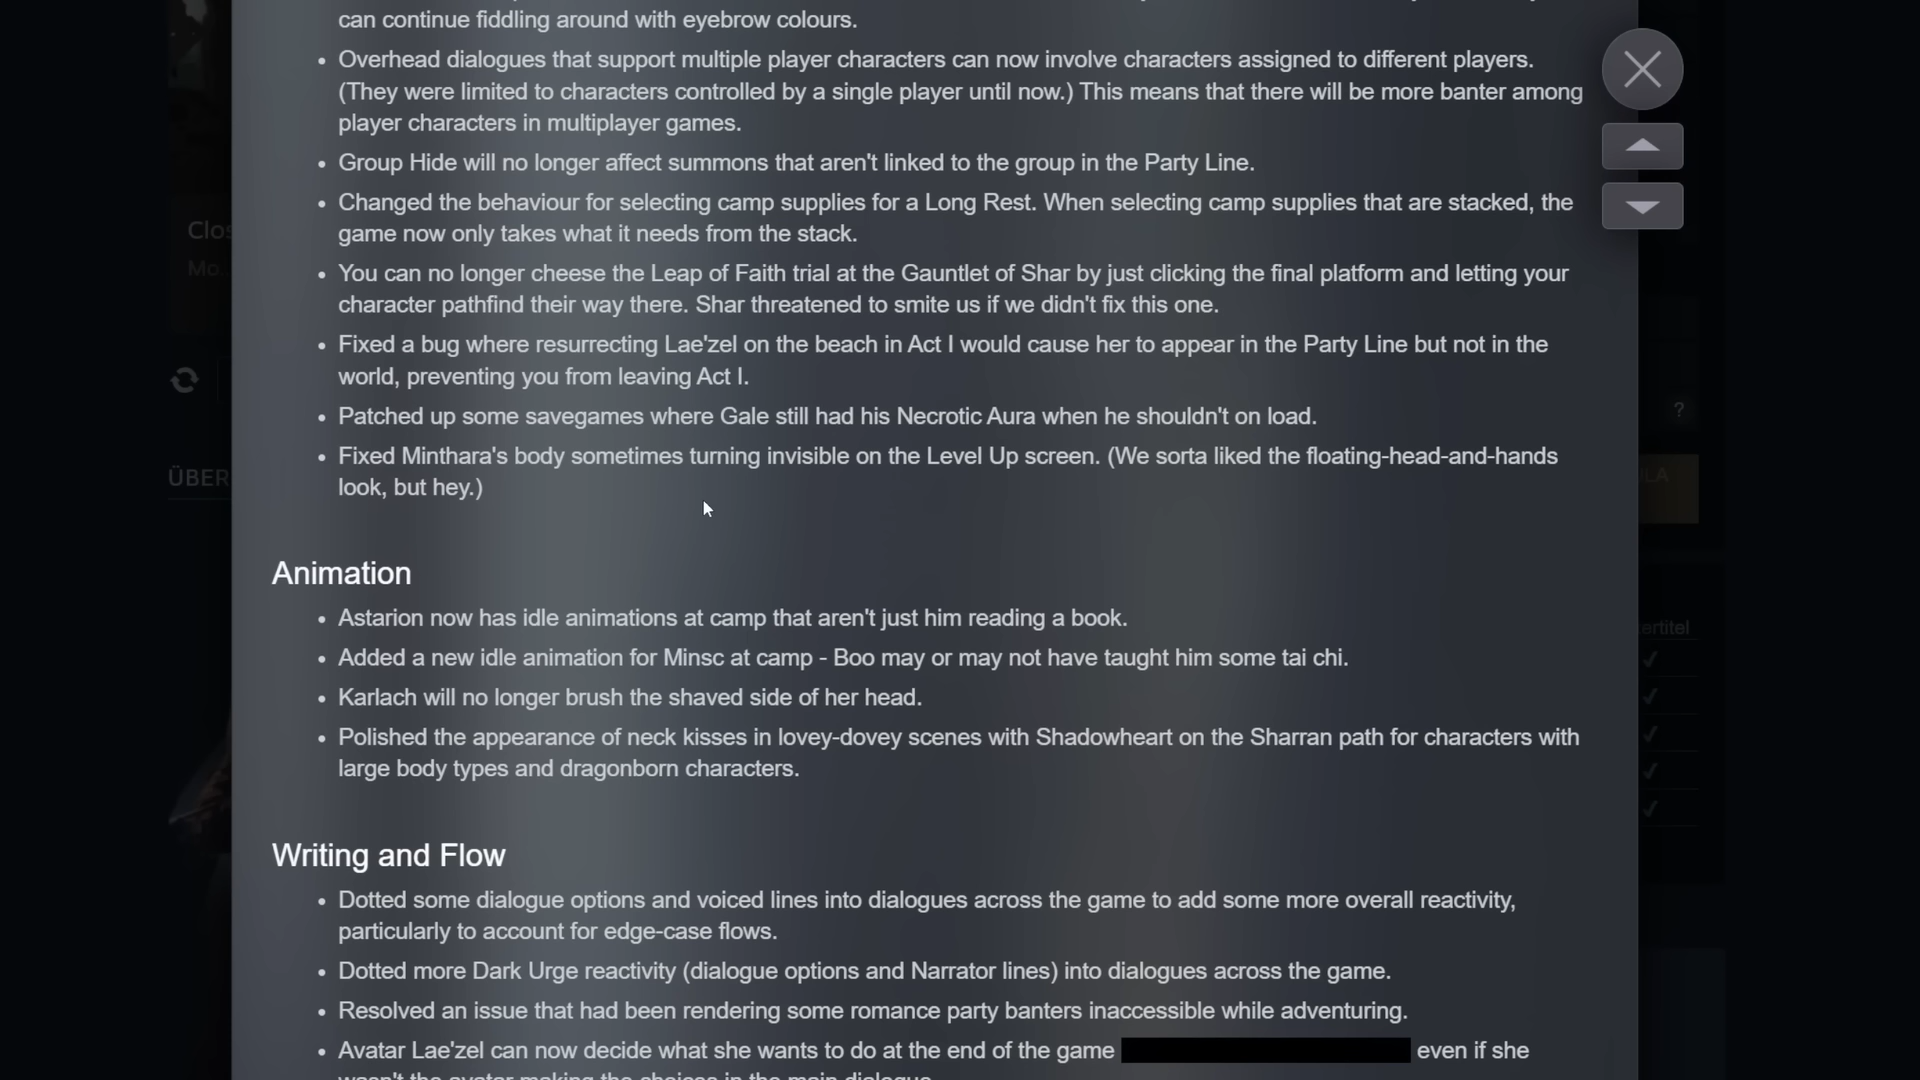 can continue fiddling around with eyebrow colours.
Overhead dialogues that support multiple player characters can now involve characters assigned to different players.
(They were limited to characters controlled by a single player until now.) This means that there will be more banter among
player characters in multiplayer games.
Group Hide will no longer affect summons that aren't linked to the group in the Party Line.
Changed the behaviour for selecting camp supplies for a Long Rest. When selecting camp supplies that are stacked, the
game now only takes what it needs from the stack.
You can no longer cheese the Leap of Faith trial at the Gauntlet of Shar by just clicking the final platform and letting your
character pathfind their way there. Shar threatened to smite us if we didn't fix this one.
Fixed a bug where resurrecting Lae'zel on the beach in Act I would cause her to appear in the Party Line but not in the
world, preventing you from leaving Act I.
Patched up some savegames where Gale still had his Necrotic Aura when he shouldn't on load.
Fixed Minthara's body sometimes turning invisible on the Level Up screen. (We sorta liked the floating-head-and-hands
look, but hey.)
Animation
Astarion now has idle animations at camp that aren't just him reading a book.
Added a new idle animation for Minsc at camp - Boo may or may not have taught him some tai chi.
Karlach will no longer brush the shaved side of her head.
Polished the appearance of neck kisses in lovey-dovey scenes with Shadowheart on the Sharran path for characters with
large body types and dragonborn characters.
Writing and Flow
Dotted some dialogue options and voiced lines into dialogues across the game to add some more overall reactivity,
particularly to account for edge-case flows.
Dotted more Dark Urge reactivity (dialogue options and Narrator lines) into dialogues across the game.
Resolved an issue that had been rendering some romance party banters inaccessible while adventuring.
Avatar Lae'zel can now decide what she wants to do at the end of the game even if she
wasn't the avatar making the choices in the main dialogue.
Clos
Mo...
ÜBER
?
LA
ertitel